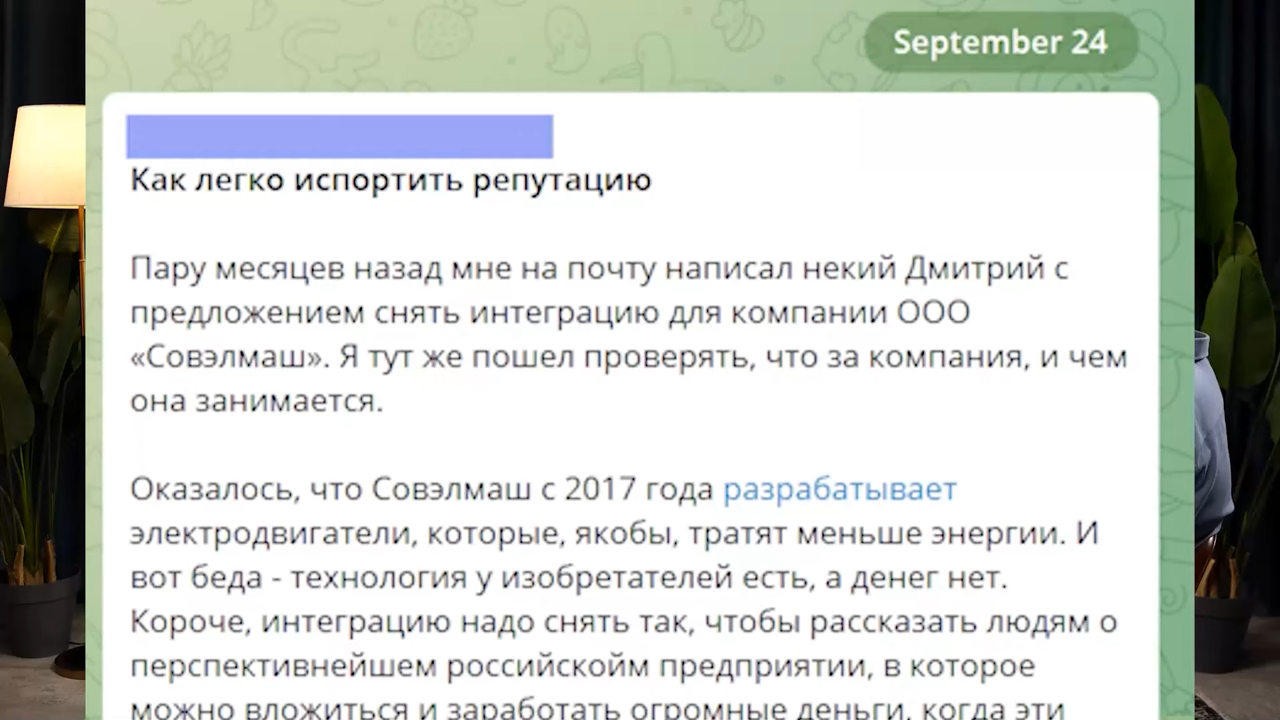 September 24
Как легко испортить репутацию
Пару месяцев назад мне на почту написал некий Дмитрий с
предложением снять интеграцию для компании ООО
«Совэлмаш». Я тут же пошел проверять, что за компания, и чем
она занимается.
Оказалось, что Совэлмаш с 2017 года разрабатывает
электродвигатели, которые, якобы, тратят меньше энергии. И
вот беда - технология у изобретателей есть, а денег нет.
Короче, интеграцию надо снять так, чтобы рассказать людям о
перспективнейшем российскойм предприятии, в которое
можно вложиться и заработать огромные деньги, когда эти